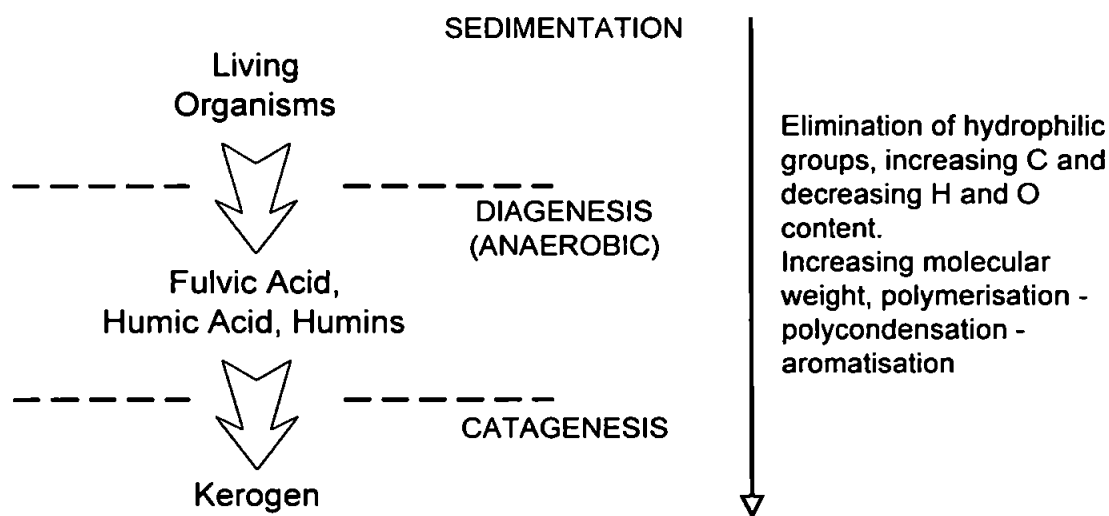 SEDIMENTATION
Living
Organisms
DIAGENESIS
(ANAEROBIC)
Fulvic Acid,
Humic Acid, Humins
CATAGENESIS
Kerogen
Elimination of hydrophilic
groups, increasing C and
decreasing H and O
content.
Increasing molecular
weight, polymerisation -
polycondensation -
aromatisation